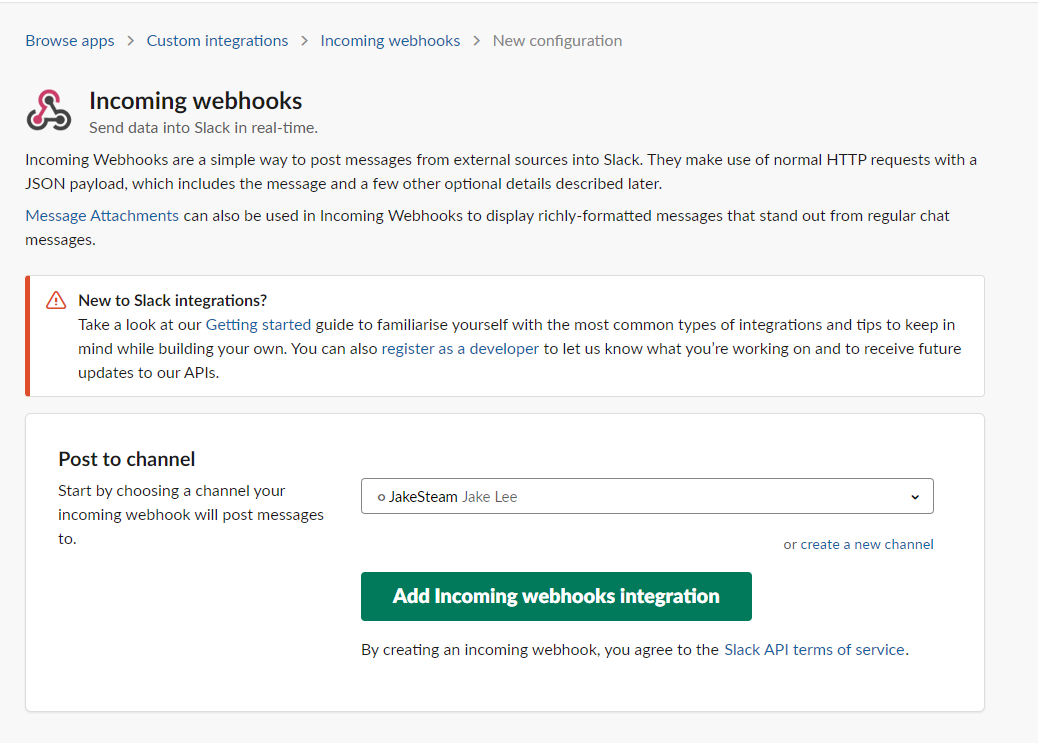 Browse apps > Custom integrations > Incoming webhooks > New configuration
Incoming webhooks
Send data into Slack in real-time.
Incoming Webhooks are a simple way to post messages from external sources into Slack. They make use of normal HTTP requests with a
JSON payload, which includes the message and a few other optional details described later.
Message Attachments can also be used in Incoming Webhooks to display richly-formatted messages that stand out from regular chat
messages.
New to Slack integrations?
Take a look at our Getting started guide to familiarise yourself with the most common types of integrations and tips to keep in
mind while building your own. You can also register as a developer to let us know what you’re working on and to receive future
updates to our APIs.
Post to channel
Start by choosing a channel your
incoming webhook will post messages
to.
JakeSteam Jake Lee
or create a new channel
Add Incoming webhooks integration
By creating an incoming webhook, you agree to the Slack API terms of service.